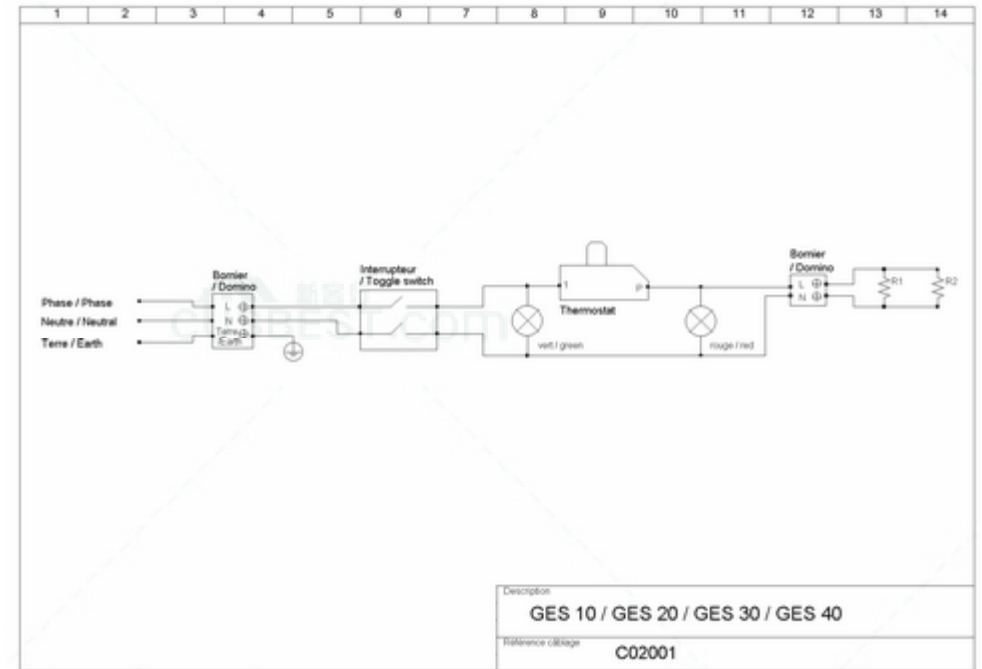 1 2 3 4 5 6 7 8 9 10 11 12 13 14
Bornier
/ Domino
Interrupteur
/ Toggle switch
Bornier
/ Domino
Phase / Phase
Neutre / Neutral
Terre / Earth
L
N
Terre
/Earth
1
P
Thermostat
vert / green
rouge / red
L
N
R1
R2
Description
GES 10 / GES 20 / GES 30 / GES 40
Référence câblage
C02001